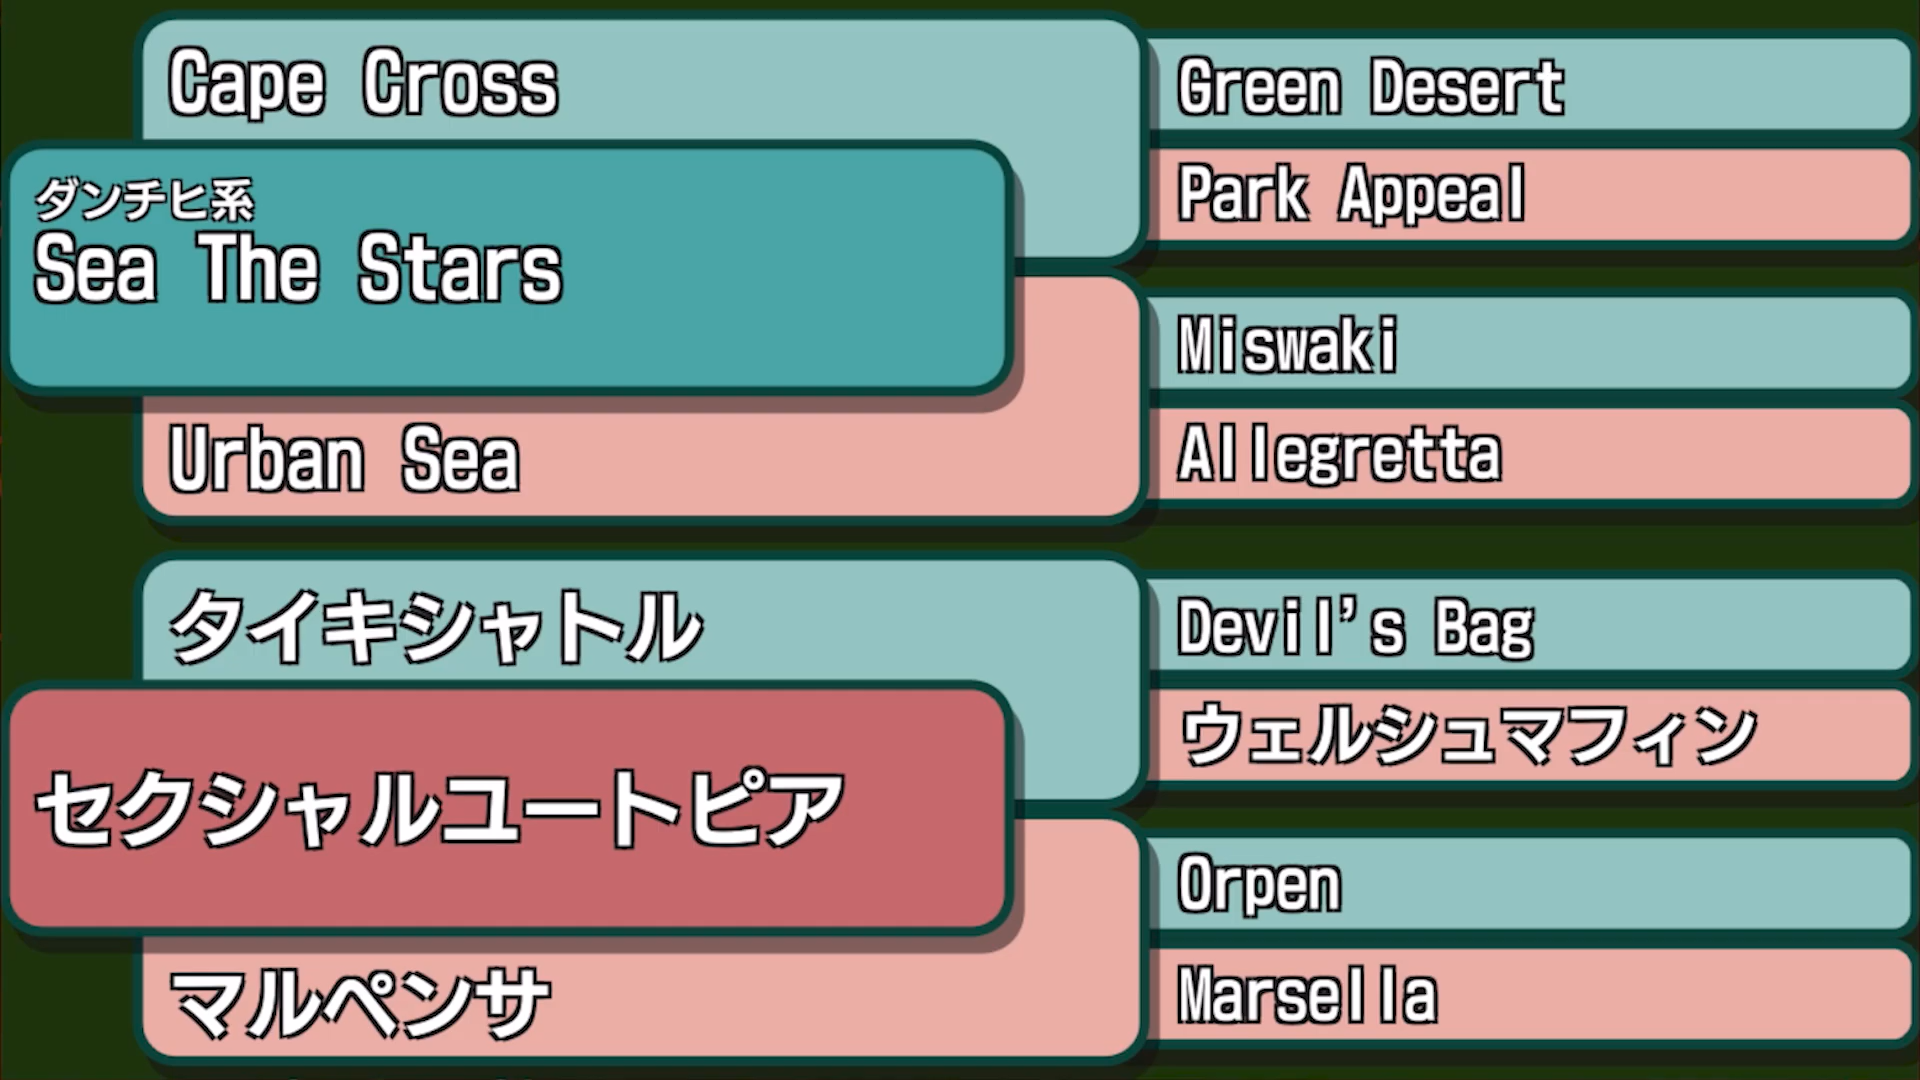 Cape Cross
Green Desert
Park Appeal
ダンチヒ系
Sea The Stars
Miswaki
Allegretta
Urban Sea
タイキシャトル
Devil's Bag
ウェルシュマフィン
セクシャルユートピア
Orpen
Marsella
マルペンサ